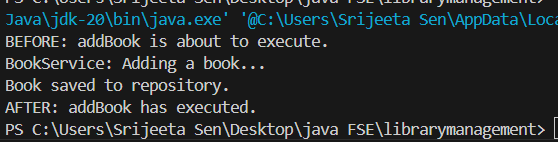 Java\jdk-20\bin\java.exe' '@C:\Users\Srijeeta Sen\AppData\Loca
BEFORE: addBook is about to execute.
BookService: Adding a book...
Book saved to repository.
AFTER: addBook has executed.
PS C:\Users\Srijeeta Sen\Desktop\java FSE\librarymanagement>